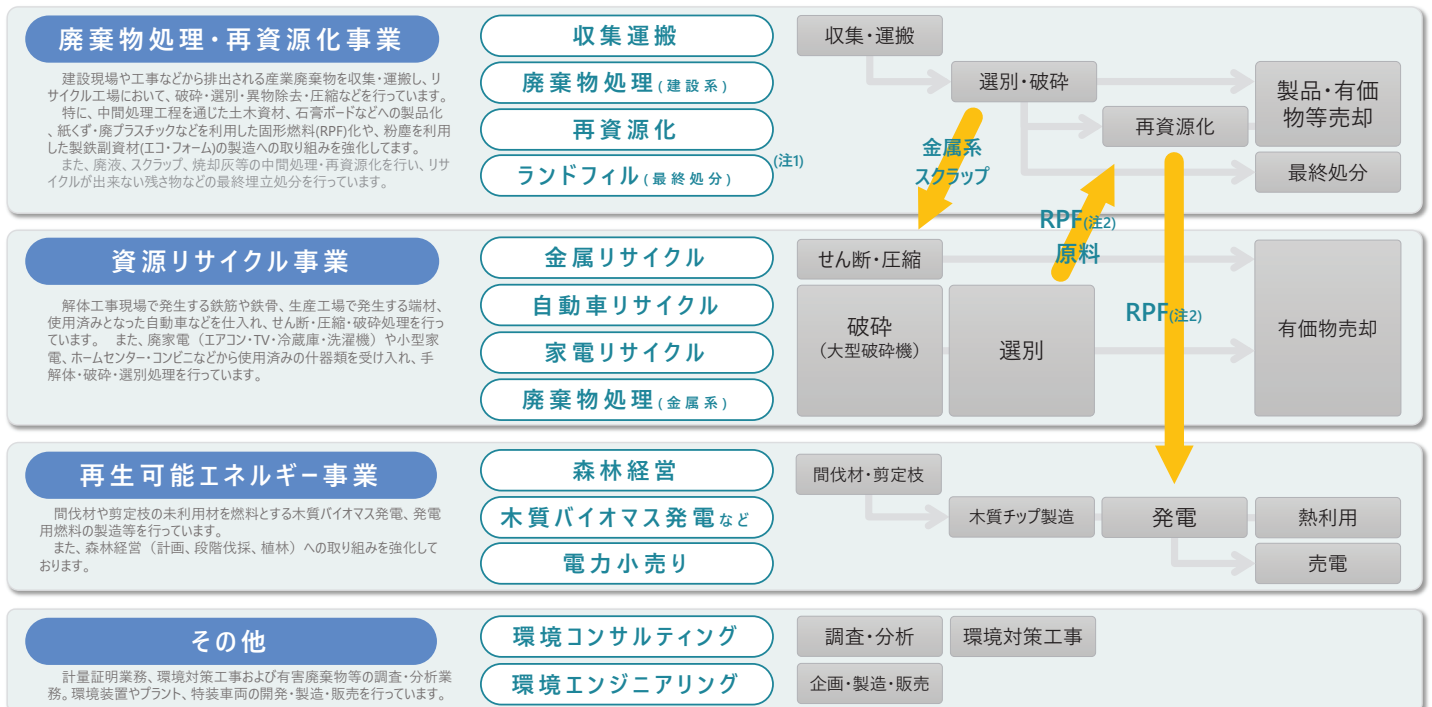 廃棄物処理・再資源化事業
建設現場や工事などから排出される産業廃棄物を収集・運搬し、リ
サイクル工場において、破砕・選別・異物除去・圧縮などを行っています。
特に、中間処理工程を通じた土木資材、石膏ボードなどへの製品化
、紙くず・廃プラスチックなどを利用した固形燃料(RPF)化や、粉塵を利用
した製鉄副資材(エコ・フォーム)の製造への取り組みを強化してます。
また、廃液、スクラップ、焼却灰等の中間処理・再資源化を行い、リサ
イクルが出来ない残さ物などの最終埋立処分を行っています。
収集運搬
廃棄物処理(建設系)
再資源化
ランドフィル(最終処分)
(注1)
収集・運搬
選別・破砕
再資源化
製品・有価
物等売却
最終処分
金属系
スクラップ
RPF(注2)
原料
RPF(注2)
資源リサイクル事業
解体工事現場で発生する鉄筋や鉄骨、生産工場で発生する端材、
使用済みとなった自動車などを仕入れ、せん断・圧縮・破砕処理を行っ
ています。 また、廃家電（エアコン・TV・冷蔵庫・洗濯機）や小型家
電、ホームセンター・コンビニなどから使用済みの什器類を受け入れ、手
解体・破砕・選別処理を行っています。
金属リサイクル
自動車リサイクル
家電リサイクル
廃棄物処理(金属系)
せん断・圧縮
破砕
（大型破砕機）
選別
有価物売却
再生可能エネルギー事業
間伐材や剪定枝の未利用材を燃料とする木質バイオマス発電、発電
用燃料の製造等を行っています。
また、森林経営（計画、段階伐採、植林）への取り組みを強化して
おります。
森林経営
木質バイオマス発電など
電力小売り
間伐材・剪定枝
木質チップ製造
発電
熱利用
売電
その他
計量証明業務、環境対策工事および有害廃棄物等の調査・分析業
務。環境装置やプラント、特装車両の開発・製造・販売を行っています。
環境コンサルティング
環境エンジニアリング
調査・分析
環境対策工事
企画・製造・販売